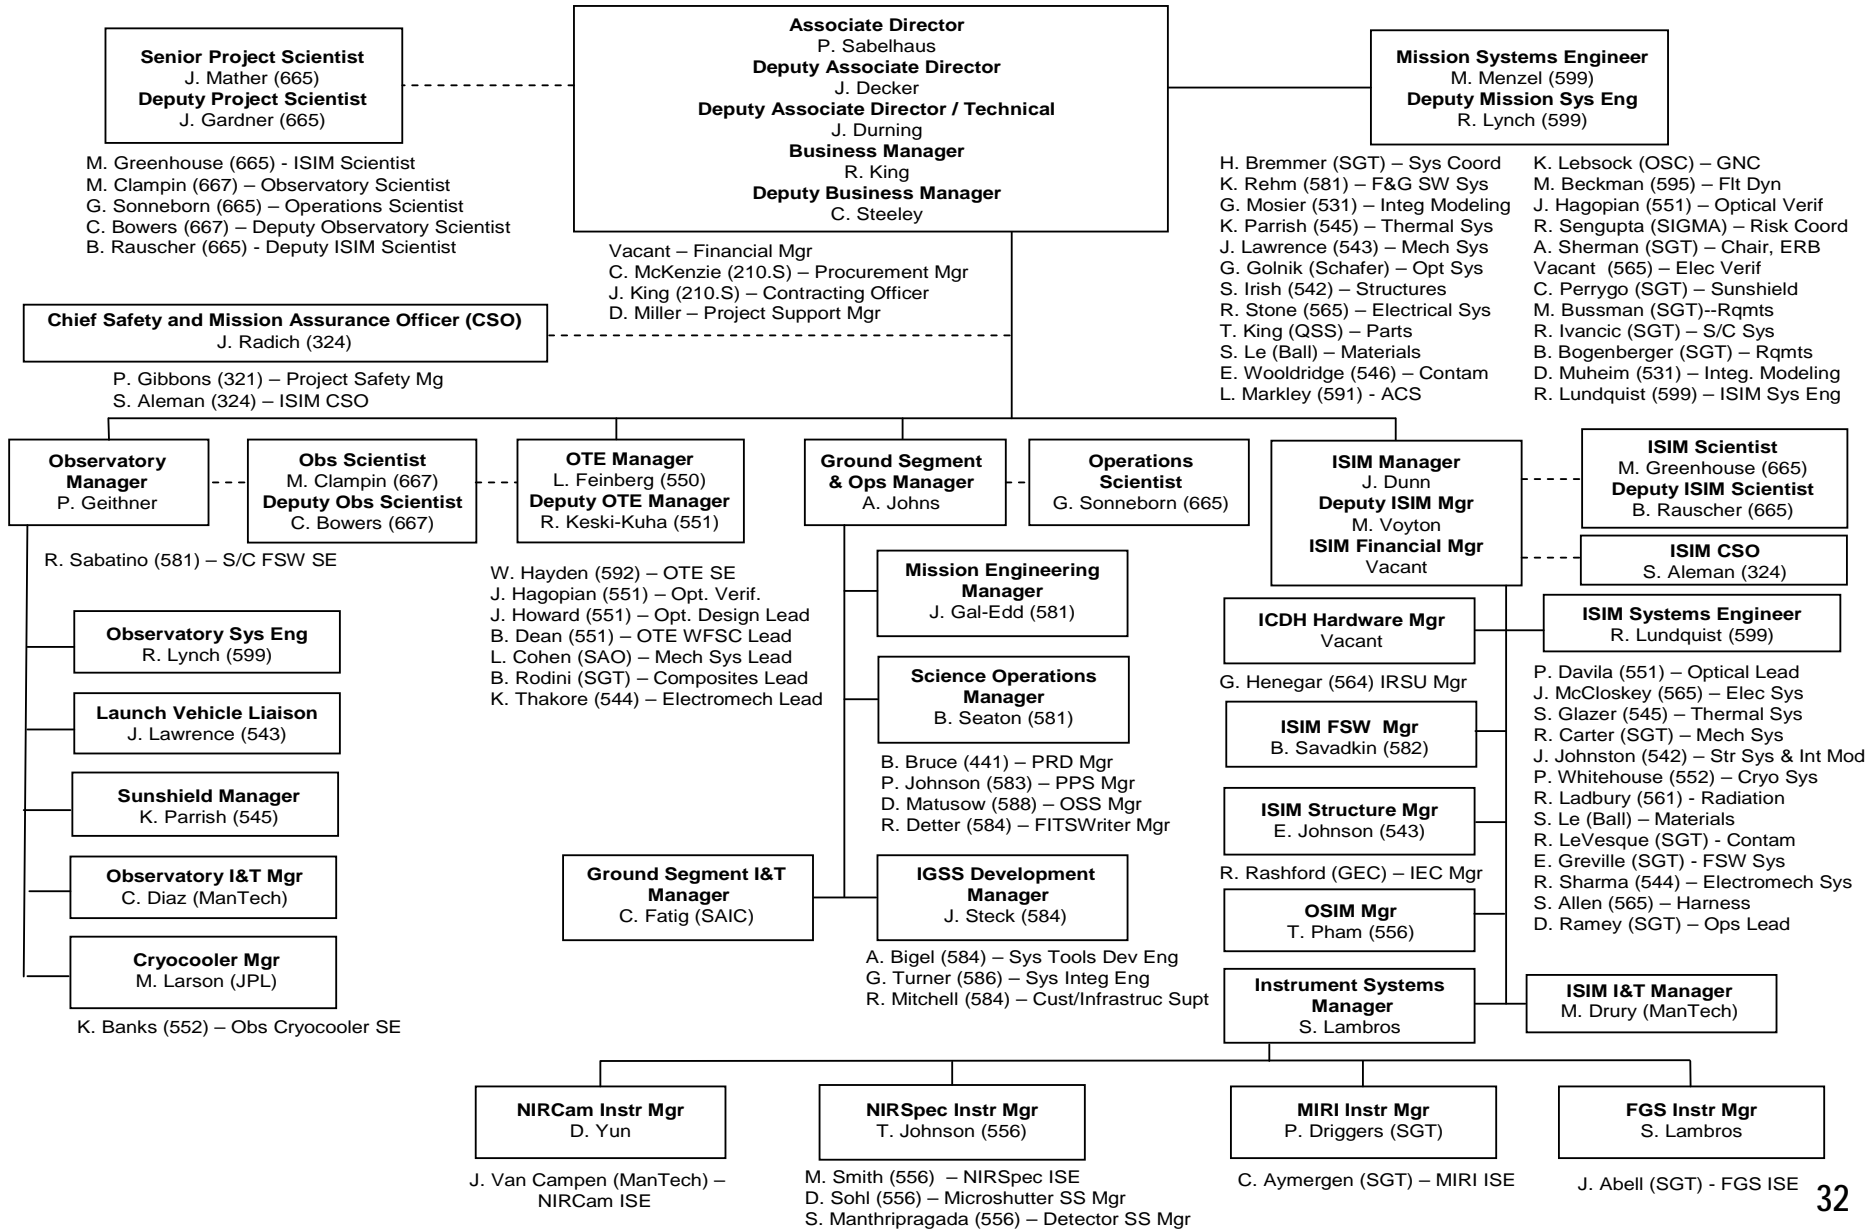 Associate Director
P. Sabelhaus
Deputy Associate Director
J. Decker
Deputy Associate Director / Technical
J. Durning
Business Manager
R. King
Deputy Business Manager
C. Steeley
Senior Project Scientist
J. Mather (665)
Deputy Project Scientist
J. Gardner (665)
M. Greenhouse (665) - ISIM Scientist
M. Clampin (667) – Observatory Scientist
G. Sonneborn (665) – Operations Scientist
C. Bowers (667) – Deputy Observatory Scientist
B. Rauscher (665) - Deputy ISIM Scientist
Mission Systems Engineer
M. Menzel (599)
Deputy Mission Sys Eng
R. Lynch (599)
H. Bremmer (SGT) – Sys Coord
K. Rehm (581) – F&G SW Sys
G. Mosier (531) – Integ Modeling
K. Parrish (545) – Thermal Sys
J. Lawrence (543) – Mech Sys
G. Golnik (Schafer) – Opt Sys
S. Irish (542) – Structures
R. Stone (565) – Electrical Sys
T. King (QSS) – Parts
S. Le (Ball) – Materials
E. Wooldridge (546) – Contam
L. Markley (591) - ACS
K. Lebsock (OSC) – GNC
M. Beckman (595) – Flt Dyn
J. Hagopian (551) – Optical Verif
R. Sengupta (SIGMA) – Risk Coord
A. Sherman (SGT) – Chair, ERB
Vacant (565) – Elec Verif
C. Perrygo (SGT) – Sunshield
M. Bussman (SGT)--Rqmts
R. Ivancic (SGT) – S/C Sys
B. Bogenberger (SGT) – Rqmts
D. Muheim (531) – Integ. Modeling
R. Lundquist (599) – ISIM Sys Eng
Vacant – Financial Mgr
C. McKenzie (210.S) – Procurement Mgr
J. King (210.S) – Contracting Officer
D. Miller – Project Support Mgr
Chief Safety and Mission Assurance Officer (CSO)
J. Radich (324)
P. Gibbons (321) – Project Safety Mg
S. Aleman (324) – ISIM CSO
Observatory
Manager
P. Geithner
Obs Scientist
M. Clampin (667)
Deputy Obs Scientist
C. Bowers (667)
OTE Manager
L. Feinberg (550)
Deputy OTE Manager
R. Keski-Kuha (551)
Ground Segment
& Ops Manager
A. Johns
Operations
Scientist
G. Sonneborn (665)
ISIM Manager
J. Dunn
Deputy ISIM Mgr
M. Voyton
ISIM Financial Mgr
Vacant
ISIM Scientist
M. Greenhouse (665)
Deputy ISIM Scientist
B. Rauscher (665)
ISIM CSO
S. Aleman (324)
R. Sabatino (581) – S/C FSW SE
Observatory Sys Eng
R. Lynch (599)
Launch Vehicle Liaison
J. Lawrence (543)
Sunshield Manager
K. Parrish (545)
Observatory I&T Mgr
C. Diaz (ManTech)
Cryocooler Mgr
M. Larson (JPL)
K. Banks (552) – Obs Cryocooler SE
W. Hayden (592) – OTE SE
J. Hagopian (551) – Opt. Verif.
J. Howard (551) – Opt. Design Lead
B. Dean (551) – OTE WFSC Lead
L. Cohen (SAO) – Mech Sys Lead
B. Rodini (SGT) – Composites Lead
K. Thakore (544) – Electromech Lead
Mission Engineering
Manager
J. Gal-Edd (581)
Science Operations
Manager
B. Seaton (581)
B. Bruce (441) – PRD Mgr
P. Johnson (583) – PPS Mgr
D. Matusow (588) – OSS Mgr
R. Detter (584) – FITSWriter Mgr
Ground Segment I&T
Manager
C. Fatig (SAIC)
IGSS Development
Manager
J. Steck (584)
A. Bigel (584) – Sys Tools Dev Eng
G. Turner (586) – Sys Integ Eng
R. Mitchell (584) – Cust/Infrastruc Supt
ICDH Hardware Mgr
Vacant
G. Henegar (564) IRSU Mgr
ISIM FSW Mgr
B. Savadkin (582)
ISIM Structure Mgr
E. Johnson (543)
R. Rashford (GEC) – IEC Mgr
OSIM Mgr
T. Pham (556)
Instrument Systems
Manager
S. Lambros
ISIM Systems Engineer
R. Lundquist (599)
P. Davila (551) – Optical Lead
J. McCloskey (565) – Elec Sys
S. Glazer (545) – Thermal Sys
R. Carter (SGT) – Mech Sys
J. Johnston (542) – Str Sys & Int Mod
P. Whitehouse (552) – Cryo Sys
R. Ladbury (561) - Radiation
S. Le (Ball) – Materials
R. LeVesque (SGT) - Contam
E. Greville (SGT) - FSW Sys
R. Sharma (544) – Electromech Sys
S. Allen (565) – Harness
D. Ramey (SGT) – Ops Lead
ISIM I&T Manager
M. Drury (ManTech)
NIRCam Instr Mgr
D. Yun
J. Van Campen (ManTech) –
NIRCam ISE
NIRSpec Instr Mgr
T. Johnson (556)
M. Smith (556) – NIRSpec ISE
D. Sohl (556) – Microshutter SS Mgr
S. Manthripragada (556) – Detector SS Mgr
MIRI Instr Mgr
P. Driggers (SGT)
C. Aymergen (SGT) – MIRI ISE
FGS Instr Mgr
S. Lambros
J. Abell (SGT) - FGS ISE
32